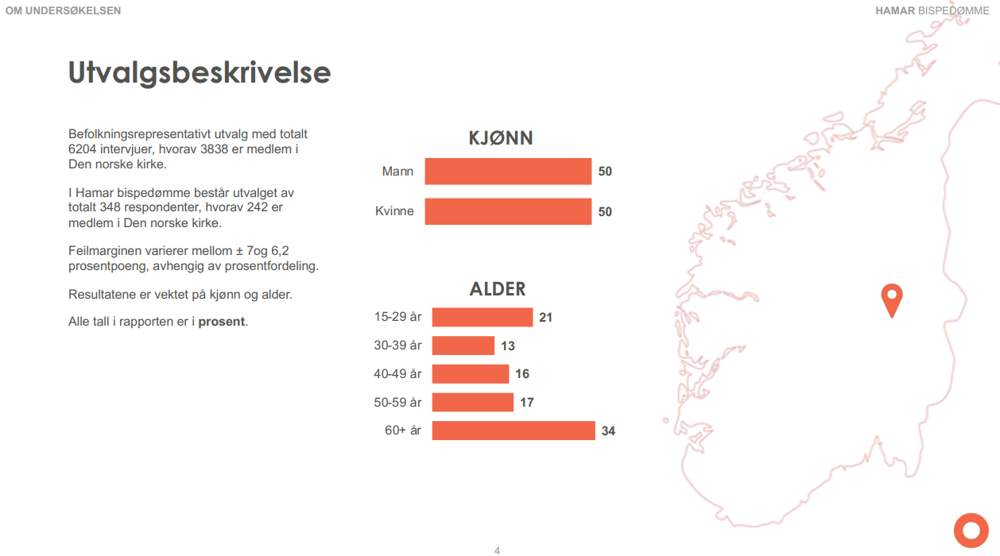 OM UNDERSØKELSEN
HAMAR BISPEDØMME
Utvalgsbeskrivelse
Befolkningsrepresentativt utvalg med totalt
6204 intervjuer, hvorav 3838 er medlem i
Den norske kirke.
I Hamar bispedømme består utvalget av
totalt 348 respondenter, hvorav 242 er
medlem i Den norske kirke.
Feilmarginen varierer mellom ± 7og 6,2
prosentpoeng, avhengig av prosentfordeling.
Resultatene er vektet på kjønn og alder.
Alle tall i rapporten er i prosent.
KJØNN
Mann 50
Kvinne 50
ALDER
15-29 år 21
30-39 år 13
40-49 år 16
50-59 år 17
60+ år 34
4